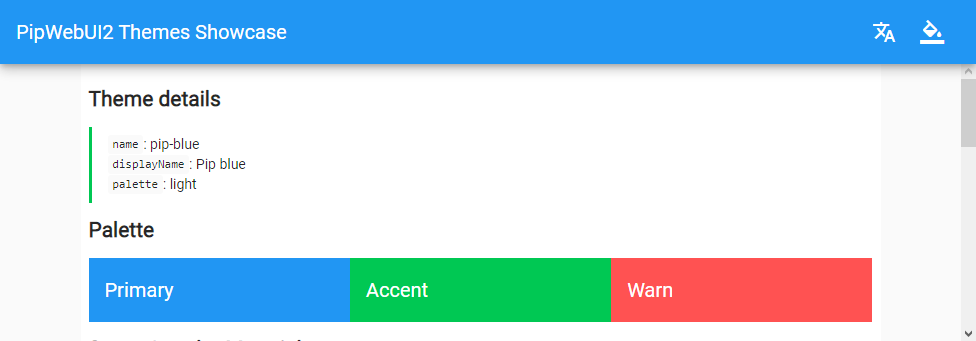 PipWebUI2 Themes Showcase
Theme details
name : pip-blue
displayName : Pip blue
palette : light
Palette
Primary
Accent
Warn